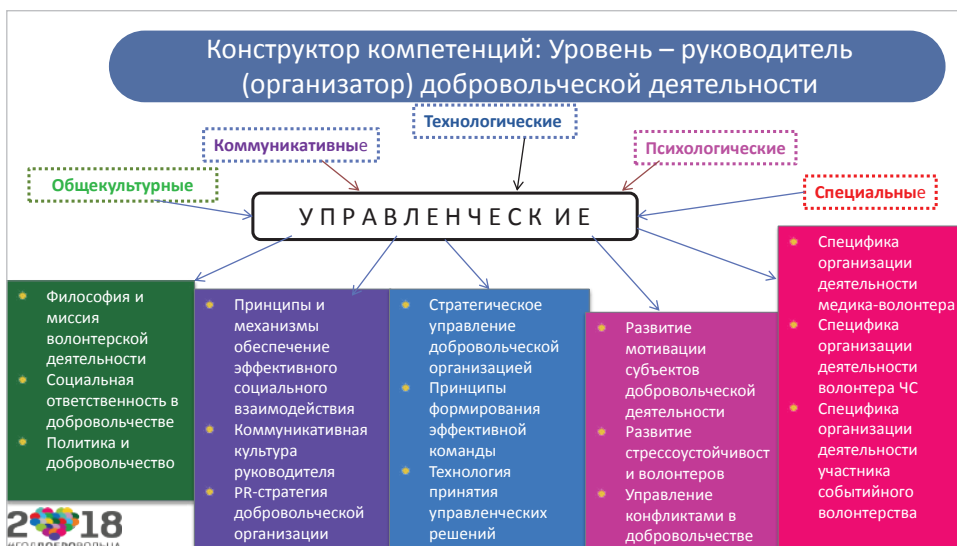 Конструктор компетенций: Уровень – руководитель
(организатор) добровольческой деятельности
Технологические
Коммуникативные
Психологические
Общекультурные
Специальные
УПРАВЛЕНЧЕСКИЕ
Философия и
миссия
волонтерской
деятельности
Социальная
ответственность в
добровольчестве
Политика и
добровольчество
Принципы и
механизмы
обеспечение
эффективного
социального
взаимодействия
Коммуникативная
культура
руководителя
PR-стратегия
добровольческой
организации
Стратегическое
управление
добровольческой
организацией
Принципы
формирования
эффективной
команды
Технология
принятия
управленческих
решений
Развитие
мотивации
субъектов
добровольческой
деятельности
Развитие
стрессоустойчивост
и волонтеров
Управление
конфликтами в
добровольчестве
Специфика
организации
деятельности
медика-волонтера
Специфика
организации
деятельности
волонтера ЧС
Специфика
организации
деятельности
участника
событийного
волонтерства
2018
#ГОДДОБРОВОЛЬЦА